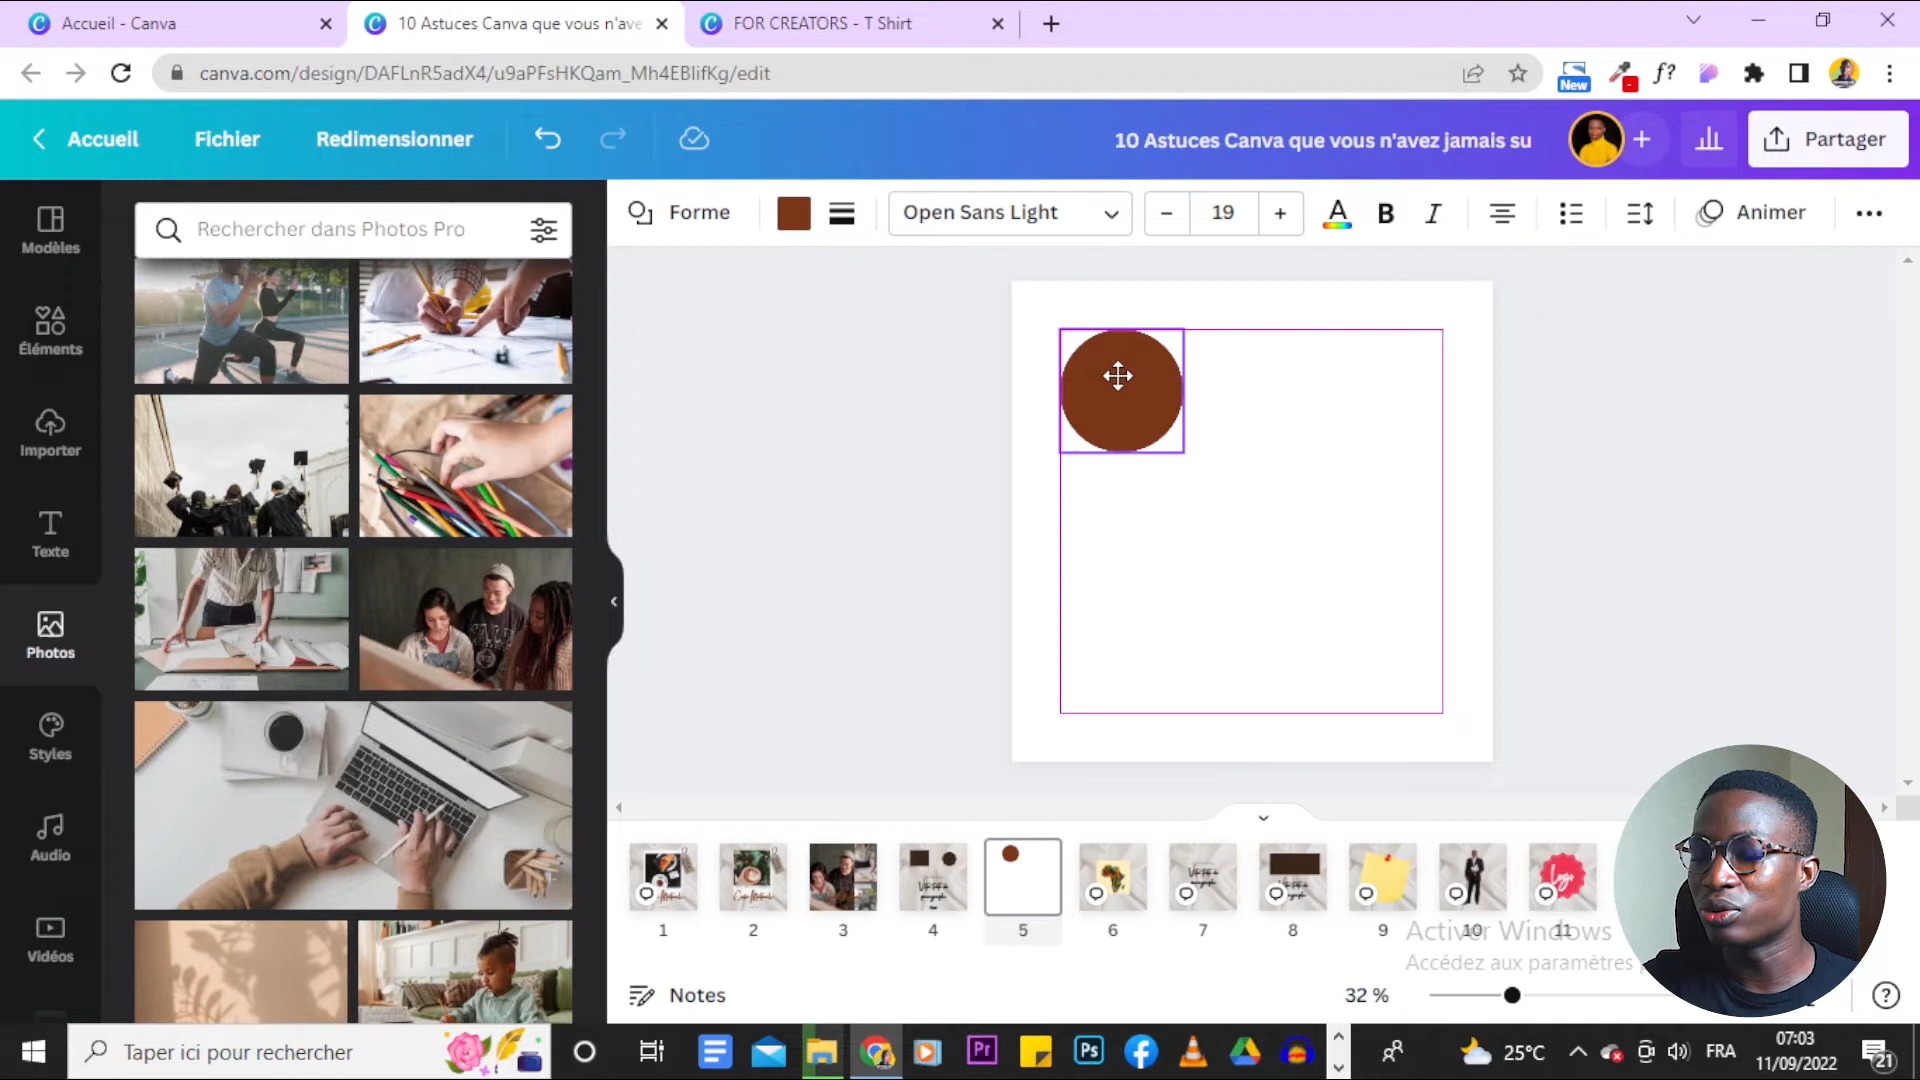 Accueil - Canva
10 Astuces Canva que vous n'ave
FOR CREATORS - T Shirt
canva.com/design/DAFLnR5adX4/u9aPFsHKQam_Mh4EBlifKg/edit
New
f?
Accueil
Fichier
Redimensionner
10 Astuces Canva que vous n'avez jamais su
Partager
Modèles
Éléments
Importer
Texte
Photos
Styles
Audio
Vidéos
Rechercher dans Photos Pro
Forme
Open Sans Light
19
A
B
I
Animer
1
2
3
4
5
6
7
8
9
10
11
Logo
Activer Windows
Accédez aux paramètres
Notes
32 %
Taper ici pour rechercher
Pr
Ps
25°C
FRA
07:03
11/09/2022
21